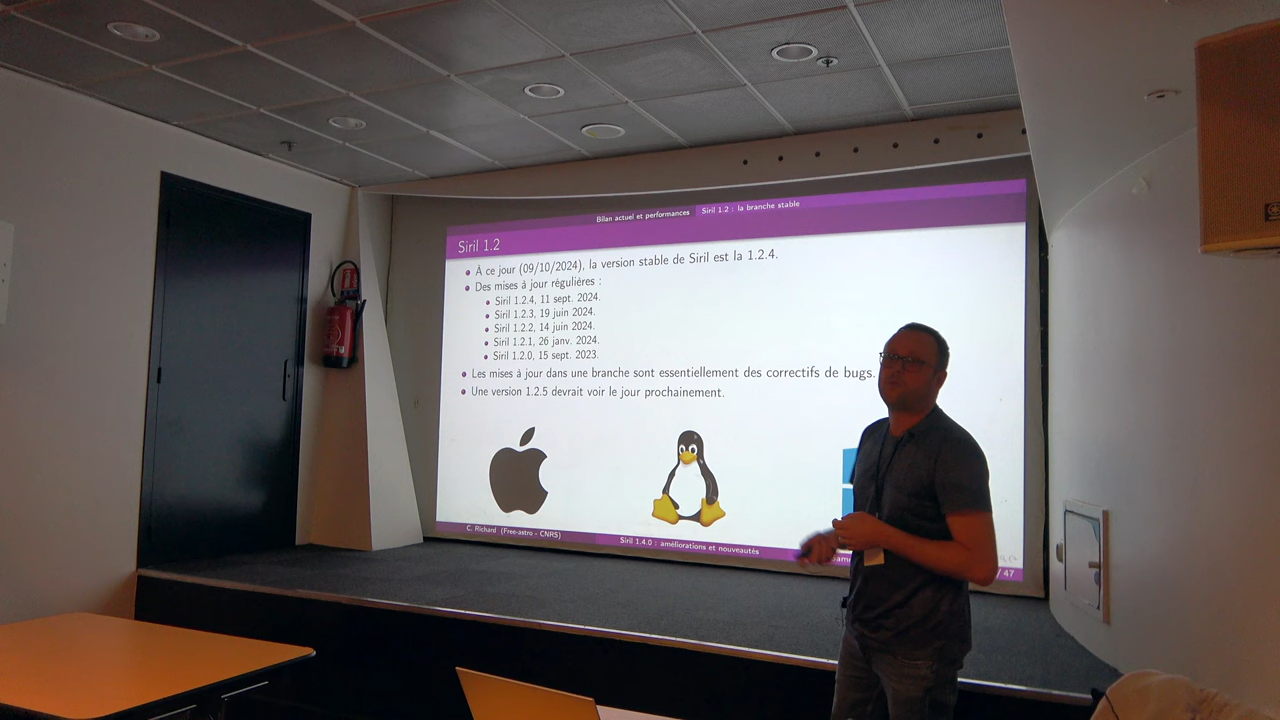 Bilan actuel et performances Siril 1.2 : la branche stable
Siril 1.2
À ce jour (09/10/2024), la version stable de Siril est la 1.2.4.
Des mises à jour régulières :
Siril 1.2.4, 11 sept. 2024.
Siril 1.2.3, 19 juin 2024.
Siril 1.2.2, 14 juin 2024.
Siril 1.2.1, 26 janv. 2024.
Siril 1.2.0, 15 sept. 2023.
Les mises à jour dans une branche sont essentiellement des correctifs de bugs.
Une version 1.2.5 devrait voir le jour prochainement.
C. Richard (Free-astro - CNRS) Siril 1.4.0 : améliorations et nouveautés
/ 47